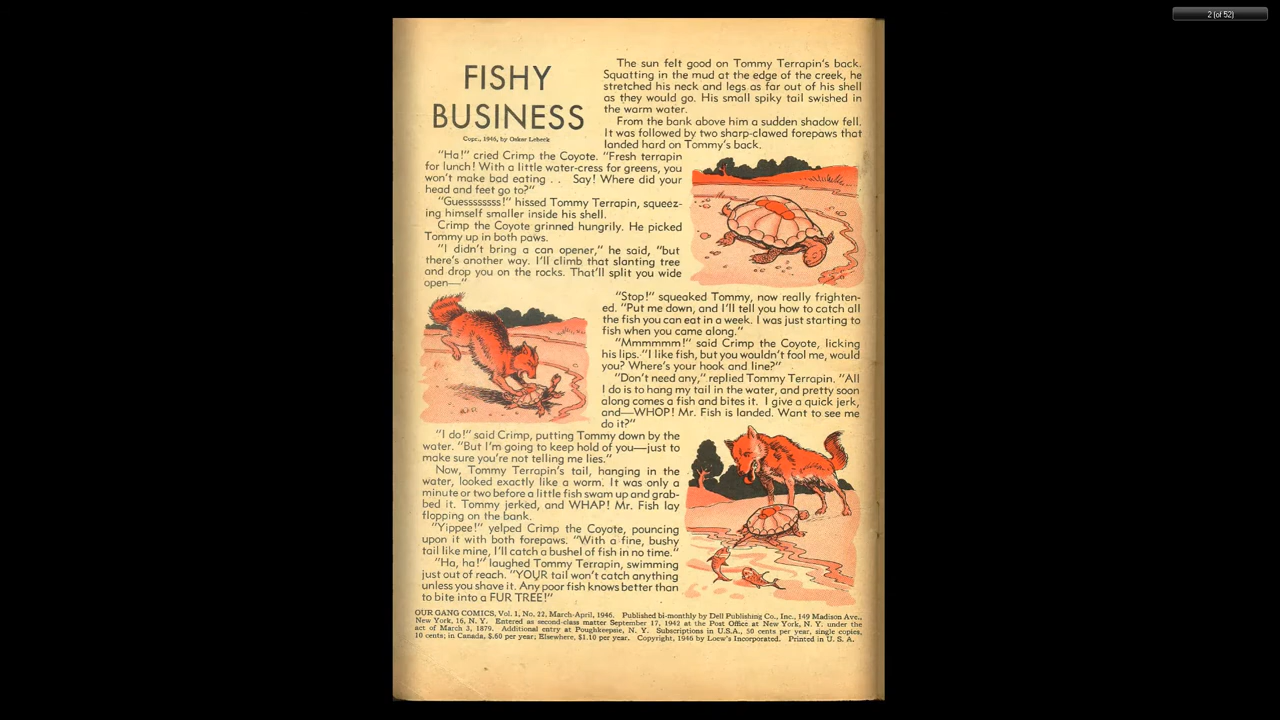 2 (of 52)
FISHY
BUSINESS
Copr., 1946, by Oskar Lebeck
The sun felt good on Tommy Terrapin's back.
Squatting in the mud at the edge of the creek, he
stretched his neck and legs as far out of his shell
as they would go. His small spiky tail swished in
the warm water.
From the bank above him a sudden shadow fell.
It was followed by two sharp-clawed forepaws that
landed hard on Tommy's back.
"Ha!" cried Crimp the Coyote. "Fresh terrapin
for lunch! With a little water-cress for greens, you
won't make bad eating . . Say! Where did your
head and feet go to?"
"Guessssssss!" hissed Tommy Terrapin, squeez-
ing himself smaller inside his shell.
Crimp the Coyote grinned hungrily. He picked
Tommy up in both paws.
"I didn't bring a can opener," he said, "but
there's another way. I'll climb that slanting tree
and drop you on the rocks. That'll split you wide
open—"
"Stop!" squeaked Tommy, now really frighten-
ed. "Put me down, and I'll tell you how to catch all
the fish you can eat in a week. I was just starting to
fish when you came along."
"Mmmmmm!" said Crimp the Coyote, licking
his lips. "I like fish, but you wouldn't fool me, would
you? Where's your hook and line?"
"Don't need any," replied Tommy Terrapin. "All
I do is to hang my tail in the water, and pretty soon
along comes a fish and bites it. I give a quick jerk,
and—WHOP! Mr. Fish is landed. Want to see me
do it?"
"I do!" said Crimp, putting Tommy down by the
water. "But I'm going to keep hold of you—just to
make sure you're not telling me lies."
Now, Tommy Terrapin's tail, hanging in the
water, looked exactly like a worm. It was only a
minute or two before a little fish swam up and grab-
bed it. Tommy jerked, and WHAP! Mr. Fish lay
flopping on the bank.
"Yippee!" yelped Crimp the Coyote, pouncing
upon it with both forepaws. "With a fine, bushy
tail like mine, I'll catch a bushel of fish in no time."
"Ha, ha!" laughed Tommy Terrapin, swimming
just out of reach. "YOUR tail won't catch anything
unless you shave it. Any poor fish knows better than
to bite into a FUR TREE!"
OUR GANG COMICS, Vol. 1, No. 22, March-April, 1946. Published bi-monthly by Dell Publishing Co., Inc., 149 Madison Ave.,
New York, 16, N. Y. Entered as second-class matter September 17, 1942 at the Post Office at New York, N. Y. under the
act of March 3, 1879. Additional entry at Poughkeepsie, N. Y. Subscriptions in U.S.A., 50 cents per year, single copies,
10 cents; in Canada, $.60 per year; Elsewhere, $1.10 per year. Copyright, 1946 by Loew's Incorporated. Printed in U. S. A.